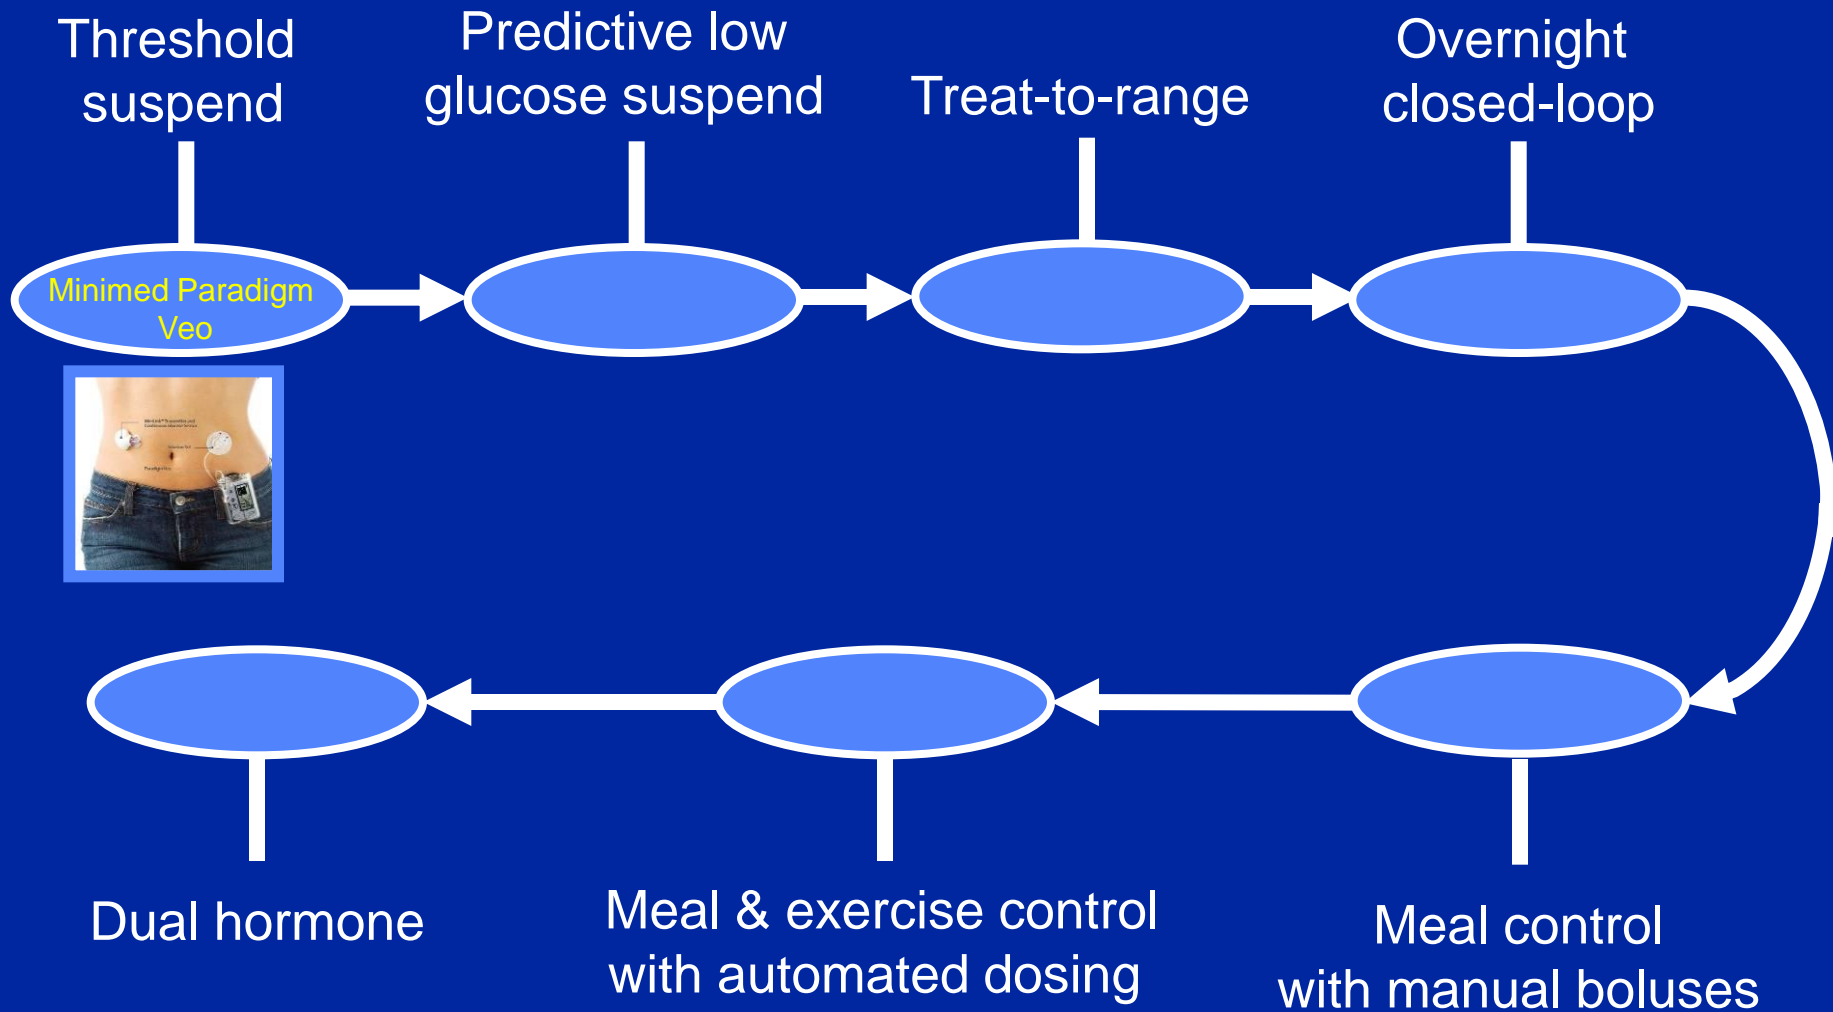 Threshold
suspend
Predictive low
glucose suspend
Treat-to-range
Overnight
closed-loop
Minimed Paradigm
Veo
Dual hormone
Meal & exercise control
with automated dosing
Meal control
with manual boluses